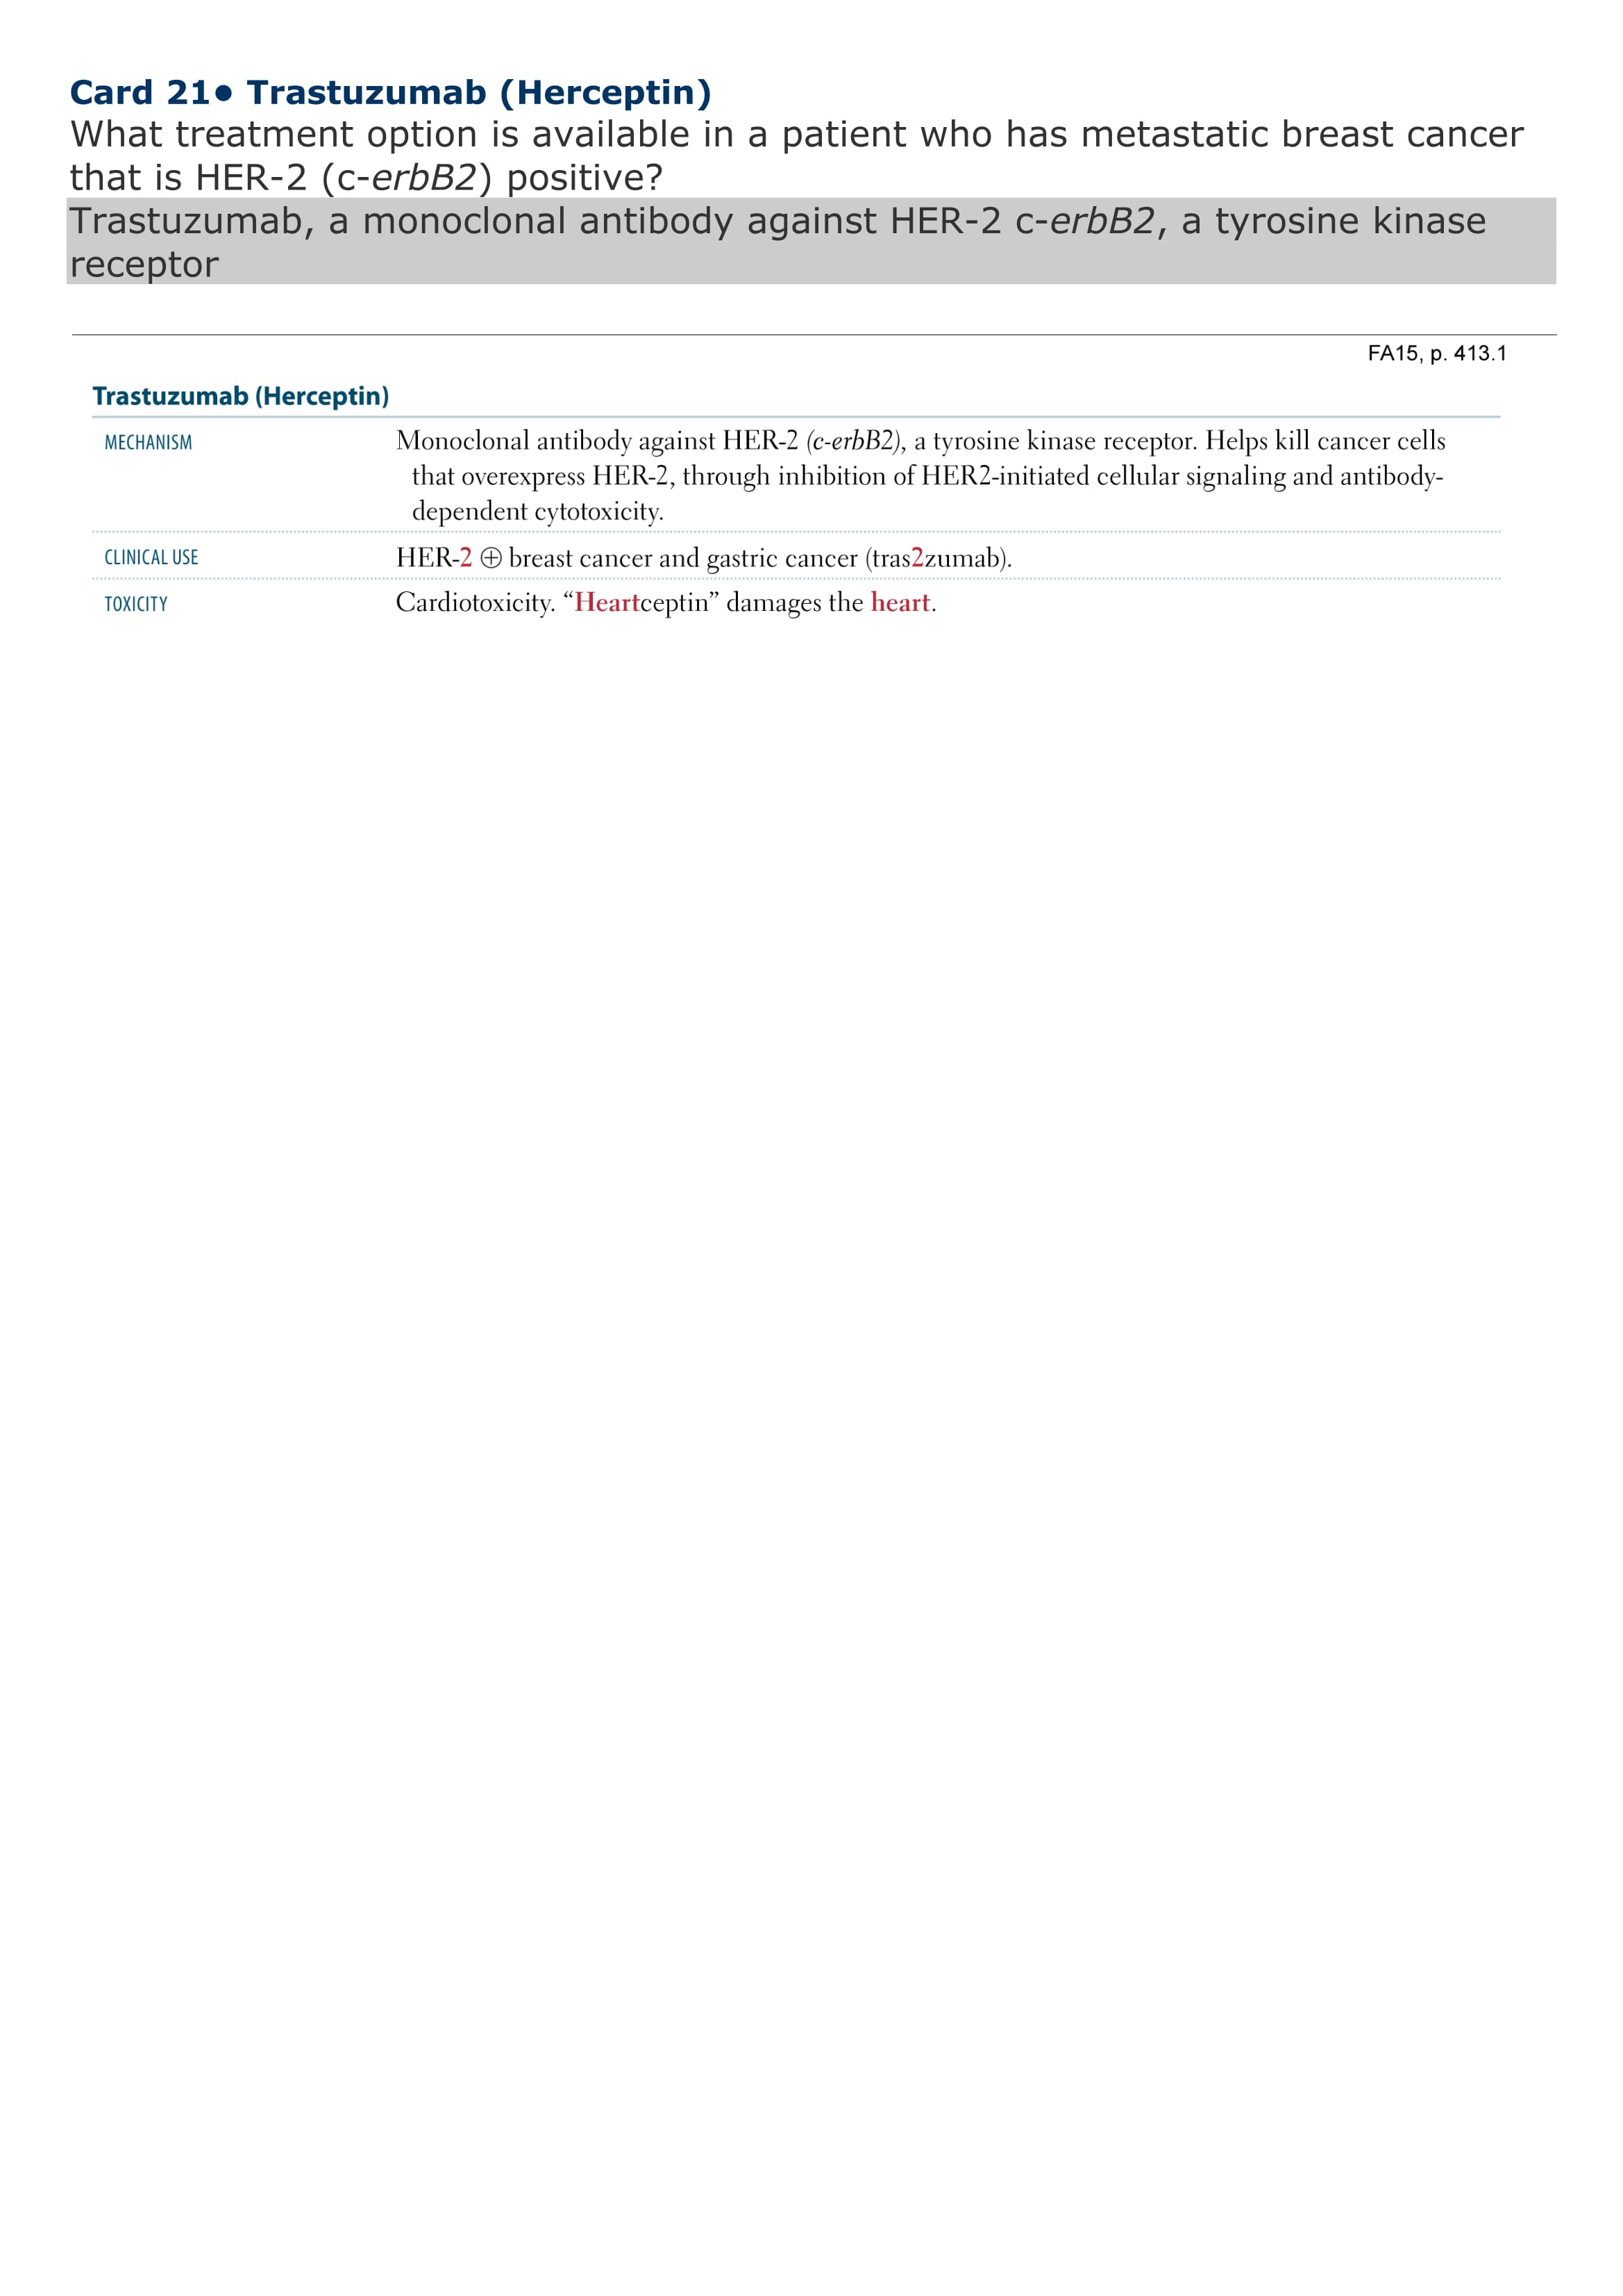 Card 21● Trastuzumab (Herceptin)
What treatment option is available in a patient who has metastatic breast cancer
that is HER-2 (c-erbB2) positive?
Trastuzumab, a monoclonal antibody against HER-2 c-erbB2, a tyrosine kinase
receptor
FA15, p. 413.1
Trastuzumab (Herceptin)
MECHANISM Monoclonal antibody against HER-2 (c-erbB2), a tyrosine kinase receptor. Helps kill cancer cells
that overexpress HER-2, through inhibition of HER2-initiated cellular signaling and antibody-
dependent cytotoxicity.
CLINICAL USE HER-2 ⊕ breast cancer and gastric cancer (tras2zumab).
TOXICITY Cardiotoxicity. “Heartceptin” damages the heart.